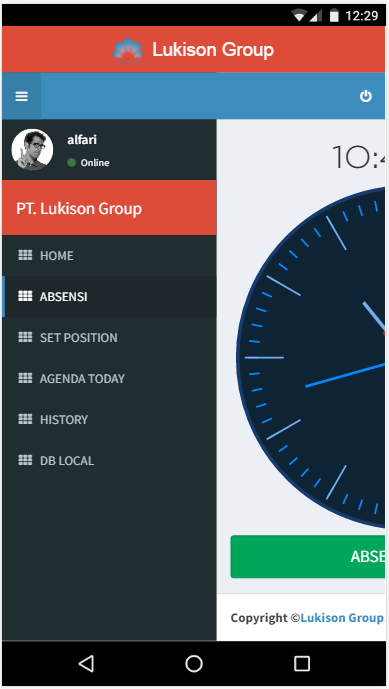 12:29
Lukison Group
alfari
Online
PT. Lukison Group
HOME
ABSENSI
SET POSITION
AGENDA TODAY
HISTORY
DB LOCAL
10:4
ABSE
Copyright ©Lukison Group.